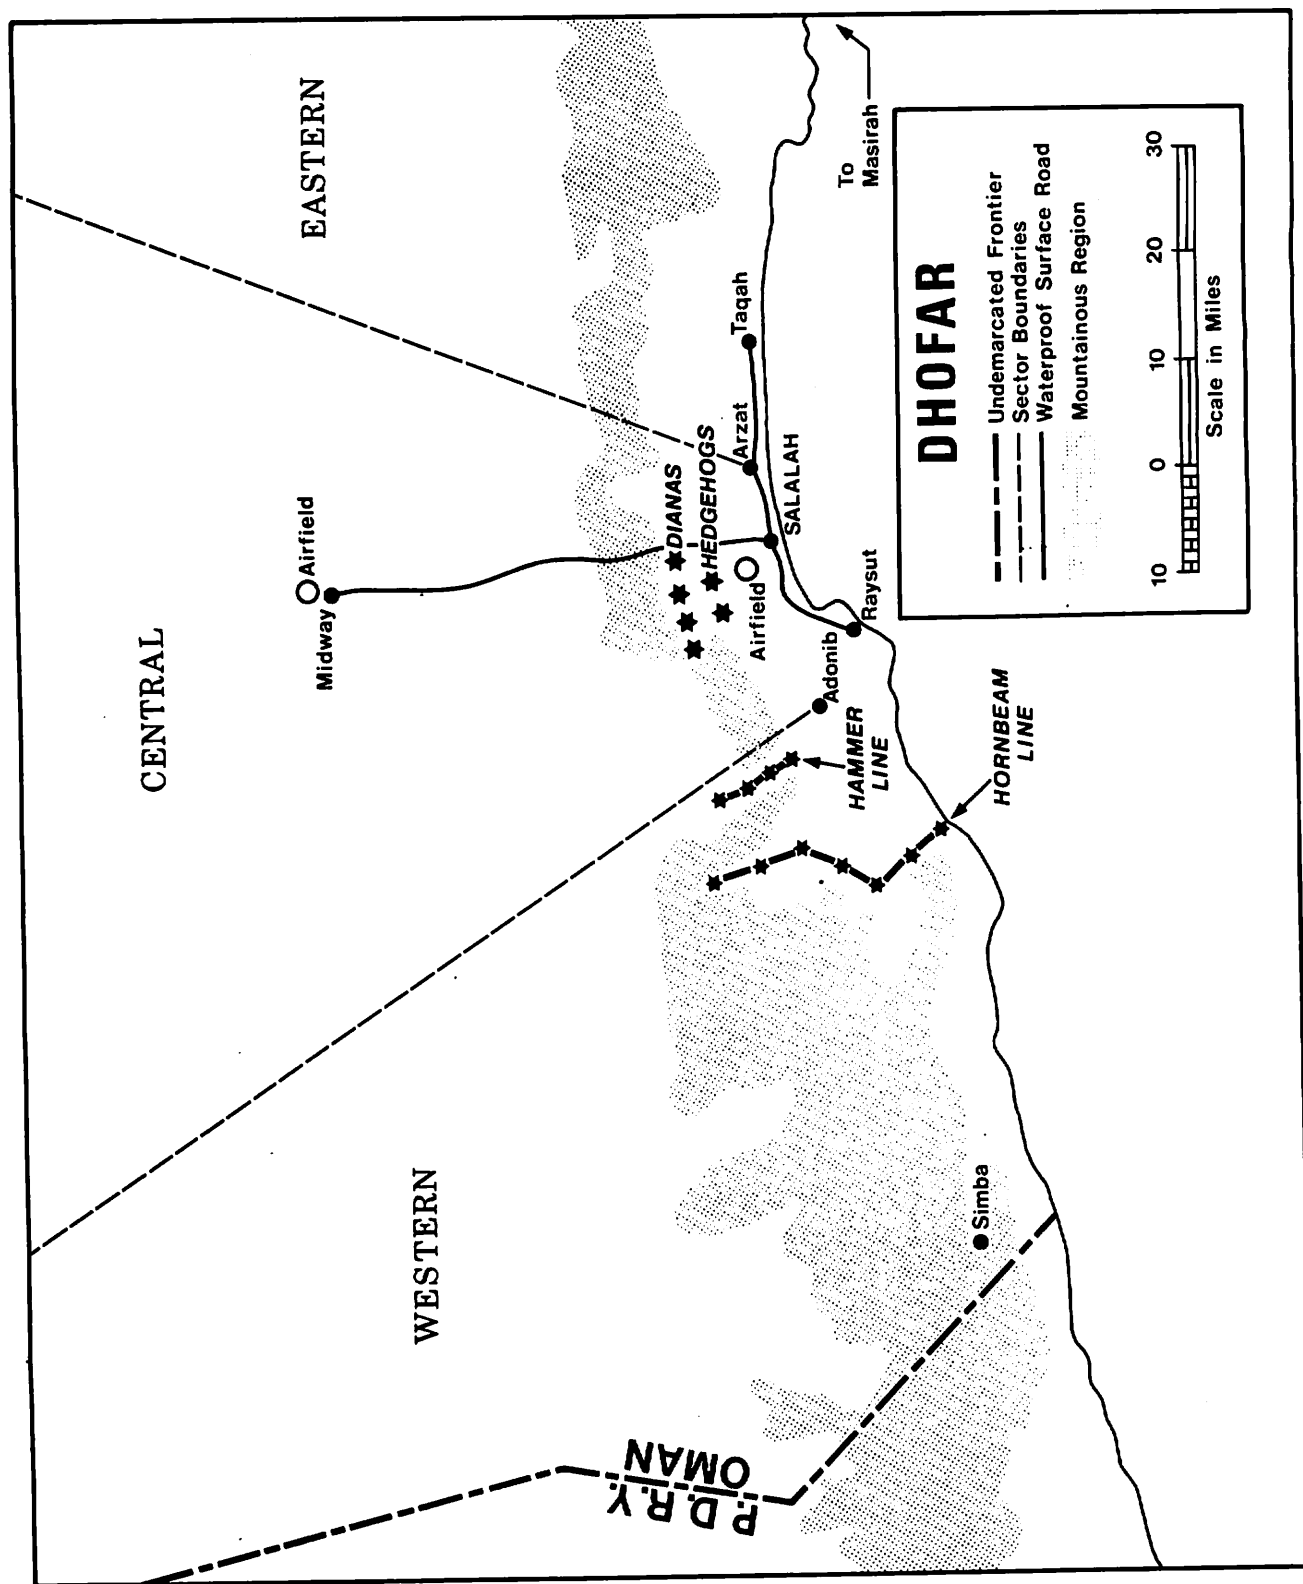 EASTERN
CENTRAL
WESTERN
Airfield
Midway
DIANAS
HEDGEHOGS
Arzat
Taqah
SALALAH
Airfield
Raysut
Adonib
HAMMER
LINE
HORNBEAM
LINE
Simba
P.D.R.Y.
OMAN
To
Masirah
DHOFAR
Undemarcated Frontier
Sector Boundaries
Waterproof Surface Road
Mountainous Region
10 0 10 20 30
Scale in Miles